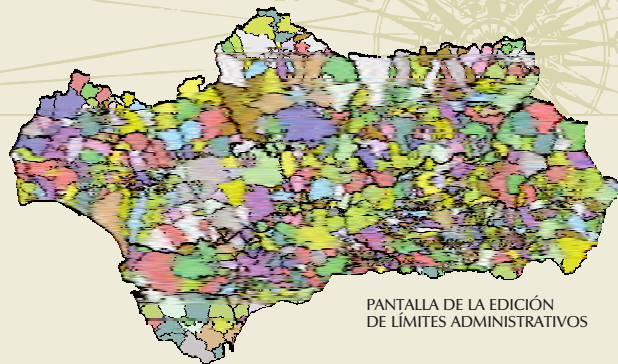 PANTALLA DE LA EDICIÓN
DE LÍMITES ADMINISTRATIVOS